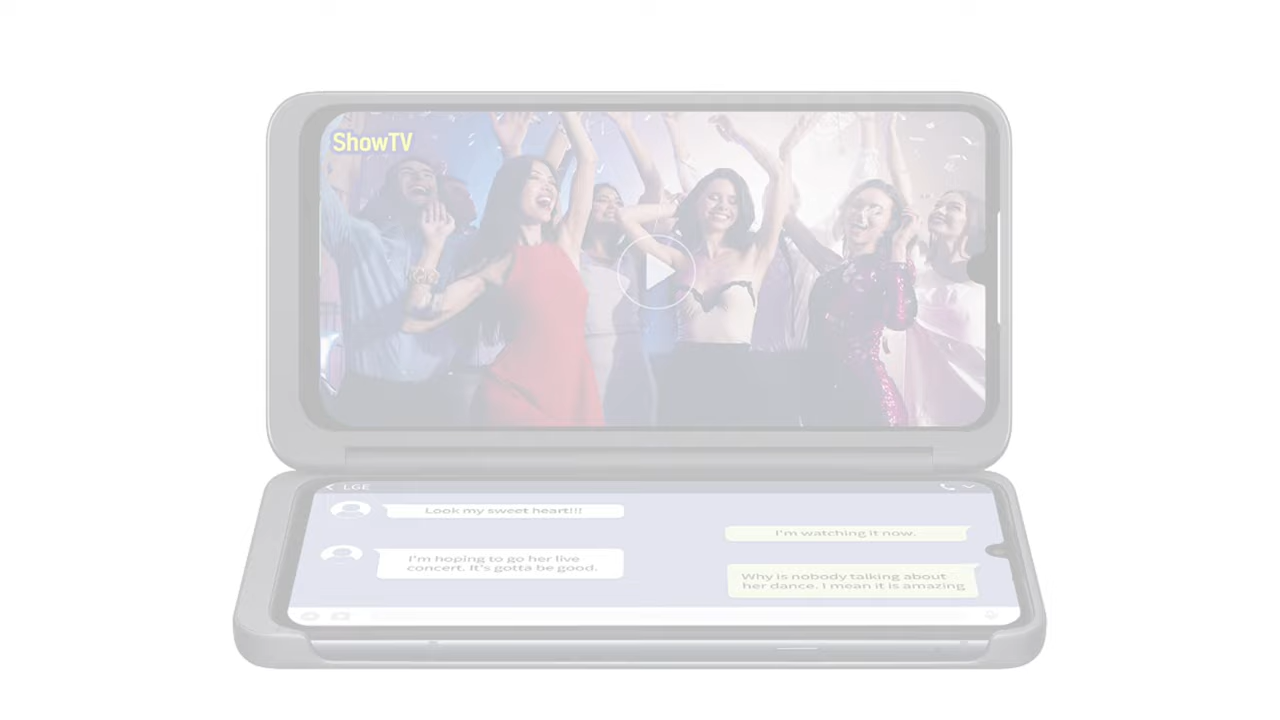 ShowTV
LGE
Look my sweet heart!!!
I'm watching it now.
I'm hoping to go her live
concert. It's gotta be good.
Why is nobody talking about
her dance. I mean it is amazing